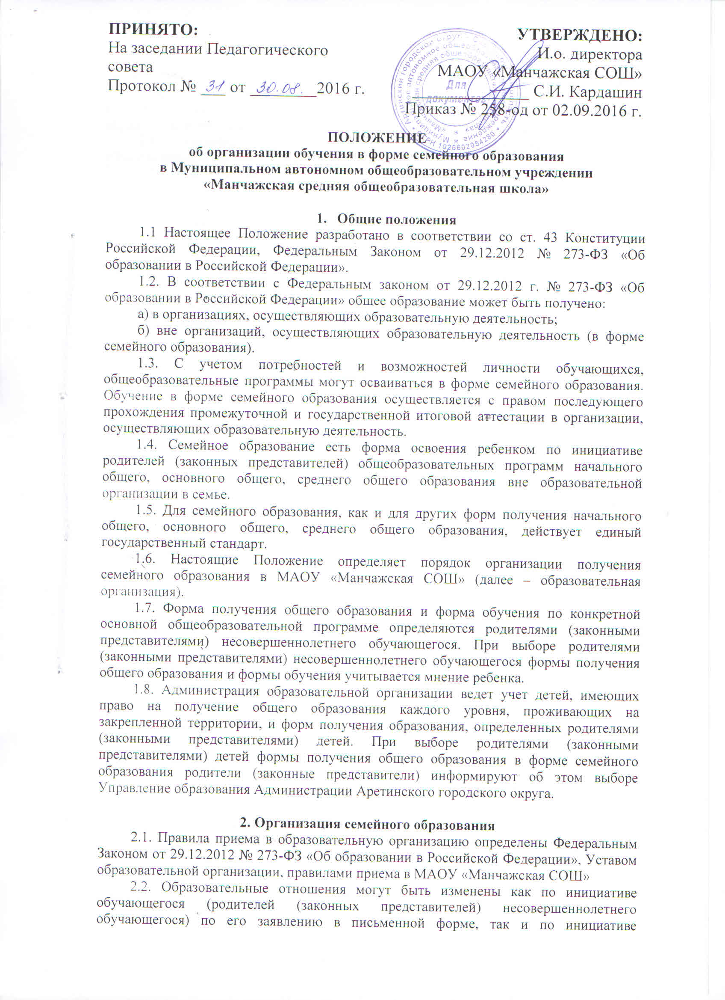 ПРИНЯТО:
На заседании Педагогического
совета
Протокол № 31 от 30.08. 2016 г.
УТВЕРЖДЕНО:
И.о. директора
МАОУ «Манчажская СОШ»
С.И. Кардашин
Приказ № 258-од от 02.09.2016 г.
Для
документов
1026602054280
ПОЛОЖЕНИЕ
об организации обучения в форме семейного образования
в Муниципальном автономном общеобразовательном учреждении
«Манчажская средняя общеобразовательная школа»
1. Общие положения
1.1 Настоящее Положение разработано в соответствии со ст. 43 Конституции
Российской Федерации, Федеральным Законом от 29.12.2012 № 273-ФЗ «Об
образовании в Российской Федерации».
1.2. В соответствии с Федеральным законом от 29.12.2012 г. № 273-ФЗ «Об
образовании в Российской Федерации» общее образование может быть получено:
а) в организациях, осуществляющих образовательную деятельность;
б) вне организаций, осуществляющих образовательную деятельность (в форме
семейного образования).
1.3. С учетом потребностей и возможностей личности обучающихся,
общеобразовательные программы могут осваиваться в форме семейного образования.
Обучение в форме семейного образования осуществляется с правом последующего
прохождения промежуточной и государственной итоговой аттестации в организации,
осуществляющих образовательную деятельность.
1.4. Семейное образование есть форма освоения ребенком по инициативе
родителей (законных представителей) общеобразовательных программ начального
общего, основного общего, среднего общего образования вне образовательной
организации в семье.
1.5. Для семейного образования, как и для других форм получения начального
общего, основного общего, среднего общего образования, действует единый
государственный стандарт.
1.6. Настоящие Положение определяет порядок организации получения
семейного образования в МАОУ «Манчажская СОШ» (далее – образовательная
организация).
1.7. Форма получения общего образования и форма обучения по конкретной
основной общеобразовательной программе определяются родителями (законными
представителями) несовершеннолетнего обучающегося. При выборе родителями
(законными представителями) несовершеннолетнего обучающегося формы получения
общего образования и формы обучения учитывается мнение ребенка.
1.8. Администрация образовательной организации ведет учет детей, имеющих
право на получение общего образования каждого уровня, проживающих на
закрепленной территории, и форм получения образования, определенных родителями
(законными представителями) детей. При выборе родителями (законными
представителями) детей формы получения общего образования в форме семейного
образования родители (законные представители) информируют об этом выборе
Управление образования Администрации Аретинского городского округа.
2. Организация семейного образования
2.1. Правила приема в образовательную организацию определены Федеральным
Законом от 29.12.2012 № 273-ФЗ «Об образовании в Российской Федерации», Уставом
образовательной организации, правилами приема в МАОУ «Манчажская СОШ»
2.2. Образовательные отношения могут быть изменены как по инициативе
обучающегося (родителей (законных представителей) несовершеннолетнего
обучающегося) по его заявлению в письменной форме, так и по инициативе